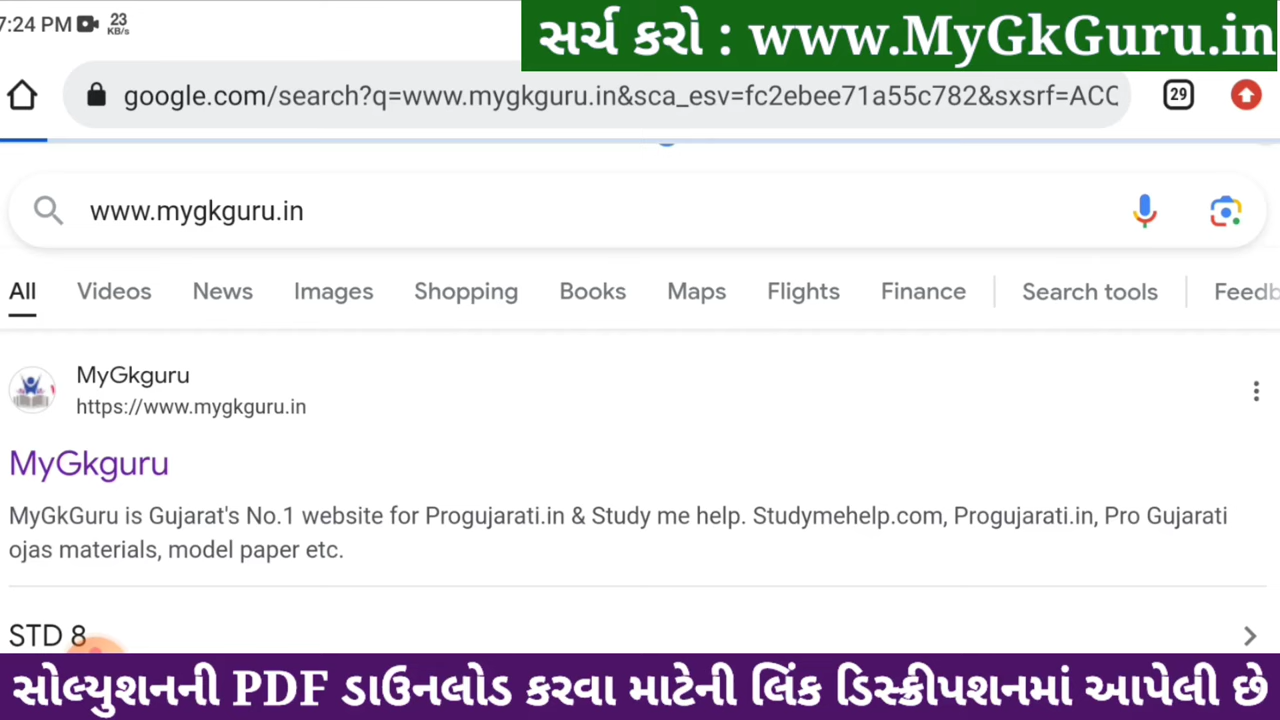 7:24 PM 23 KB/s
સર્ચ કરો : www.MyGkGuru.in
google.com/search?q=www.mygkguru.in&sca_esv=fc2ebee71a55c782&sxsrf=ACC
29
www.mygkguru.in
All Videos News Images Shopping Books Maps Flights Finance Search tools Feedb
MyGkguru
https://www.mygkguru.in
MyGkguru
MyGkGuru is Gujarat's No.1 website for Progujarati.in & Study me help. Studymehelp.com, Progujarati.in, Pro Gujarati
ojas materials, model paper etc.
STD 8
સોલ્યુશનની PDF ડાઉનલોડ કરવા માટેની લિંક ડિસ્ક્રીપશનમાં આપેલી છે